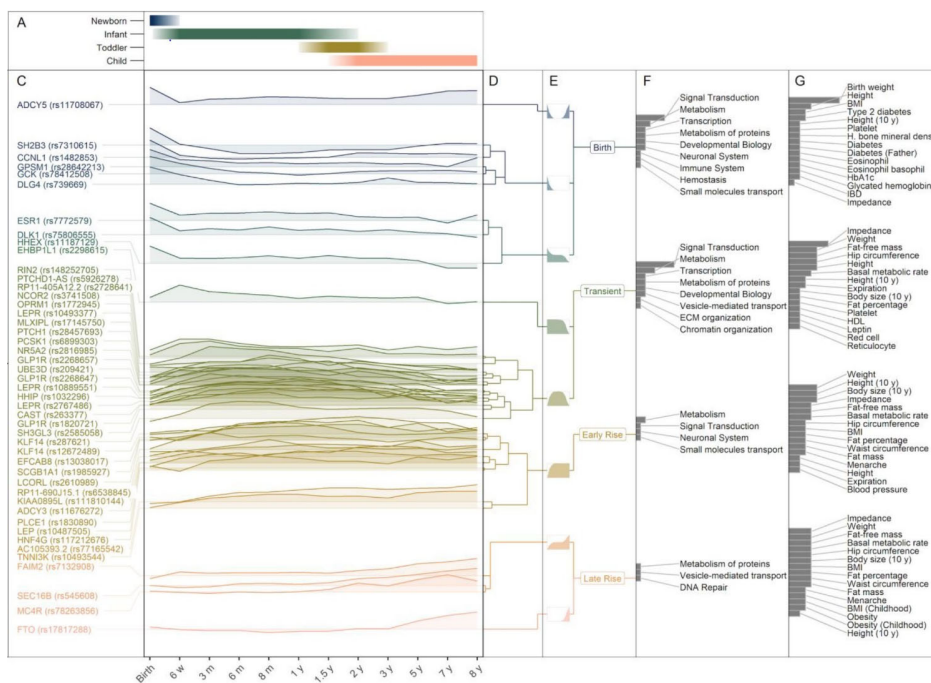 A
Newborn
Infant
Toddler
Child
C
D
E
F
G
ADCY5 (rs11708067)
SH2B3 (rs7310615)
CCNL1 (rs1482853)
GPSM1 (rs28642213)
GCK (rs78412508)
DLG4 (rs739669)
ESR1 (rs7772579)
DLK1 (rs75806555)
HHEX (rs11187129)
EHBP1L1 (rs2298615)
RIN2 (rs148252705)
PTCHD1-AS (rs5926278)
RP11-405A12.2 (rs2728641)
NCOR2 (rs3741508)
OPRM1 (rs1772945)
LEPR (rs10493377)
MLXIPL (rs17145750)
PTCH1 (rs28457693)
PCSK1 (rs6899303)
NR5A2 (rs2816985)
GLP1R (rs2268657)
UBE3D (rs209421)
GLP1R (rs2268647)
LEPR (rs10889551)
HHIP (rs1032296)
LEPR (rs2767486)
CAST (rs263377)
GLP1R (rs1820721)
SH3GL3 (rs2585058)
KLF14 (rs287621)
KLF14 (rs12672489)
EFCAB8 (rs13038017)
SCGB1A1 (rs1985927)
LCORL (rs2610989)
RP11-690J15.1 (rs6538845)
KIAA0895L (rs111810144)
ADCY3 (rs11676272)
PLCE1 (rs1830890)
LEP (rs10487505)
HNF4G (rs117212676)
AC105393.2 (rs77165542)
TNNI3K (rs10493544)
FAIM2 (rs7132908)
SEC16B (rs545608)
MC4R (rs78263856)
FTO (rs17817288)
Birth
6 w
3 m
6 m
8 m
1 y
1.5 y
2 y
3 y
5 y
7 y
8 y
Birth
Transient
Early Rise
Late Rise
Signal Transduction
Metabolism
Transcription
Metabolism of proteins
Developmental Biology
Neuronal System
Immune System
Hemostasis
Small molecules transport
Signal Transduction
Metabolism
Transcription
Metabolism of proteins
Developmental Biology
Vesicle-mediated transport
ECM organization
Chromatin organization
Metabolism
Signal Transduction
Neuronal System
Small molecules transport
Metabolism of proteins
Vesicle-mediated transport
DNA Repair
Birth weight
Height
BMI
Type 2 diabetes
Height (10 y)
Platelet
H. bone mineral dens
Diabetes
Diabetes (Father)
Eosinophil
Eosinophil basophil
HbA1c
Glycated hemoglobin
IBD
Impedance
Impedance
Weight
Fat-free mass
Hip circumference
Height
Basal metabolic rate
Height (10 y)
Expiration
Body size (10 y)
Fat percentage
Platelet
HDL
Leptin
Red cell
Reticulocyte
Weight
Height (10 y)
Body size (10 y)
Impedance
Fat-free mass
Basal metabolic rate
Hip circumference
BMI
Fat percentage
Waist circumference
Fat mass
Menarche
Height
Expiration
Blood pressure
Impedance
Weight
Fat-free mass
Basal metabolic rate
Hip circumference
Body size (10 y)
BMI
Fat percentage
Waist circumference
Fat mass
Menarche
BMI (Childhood)
Obesity
Obesity (Childhood)
Height (10 y)